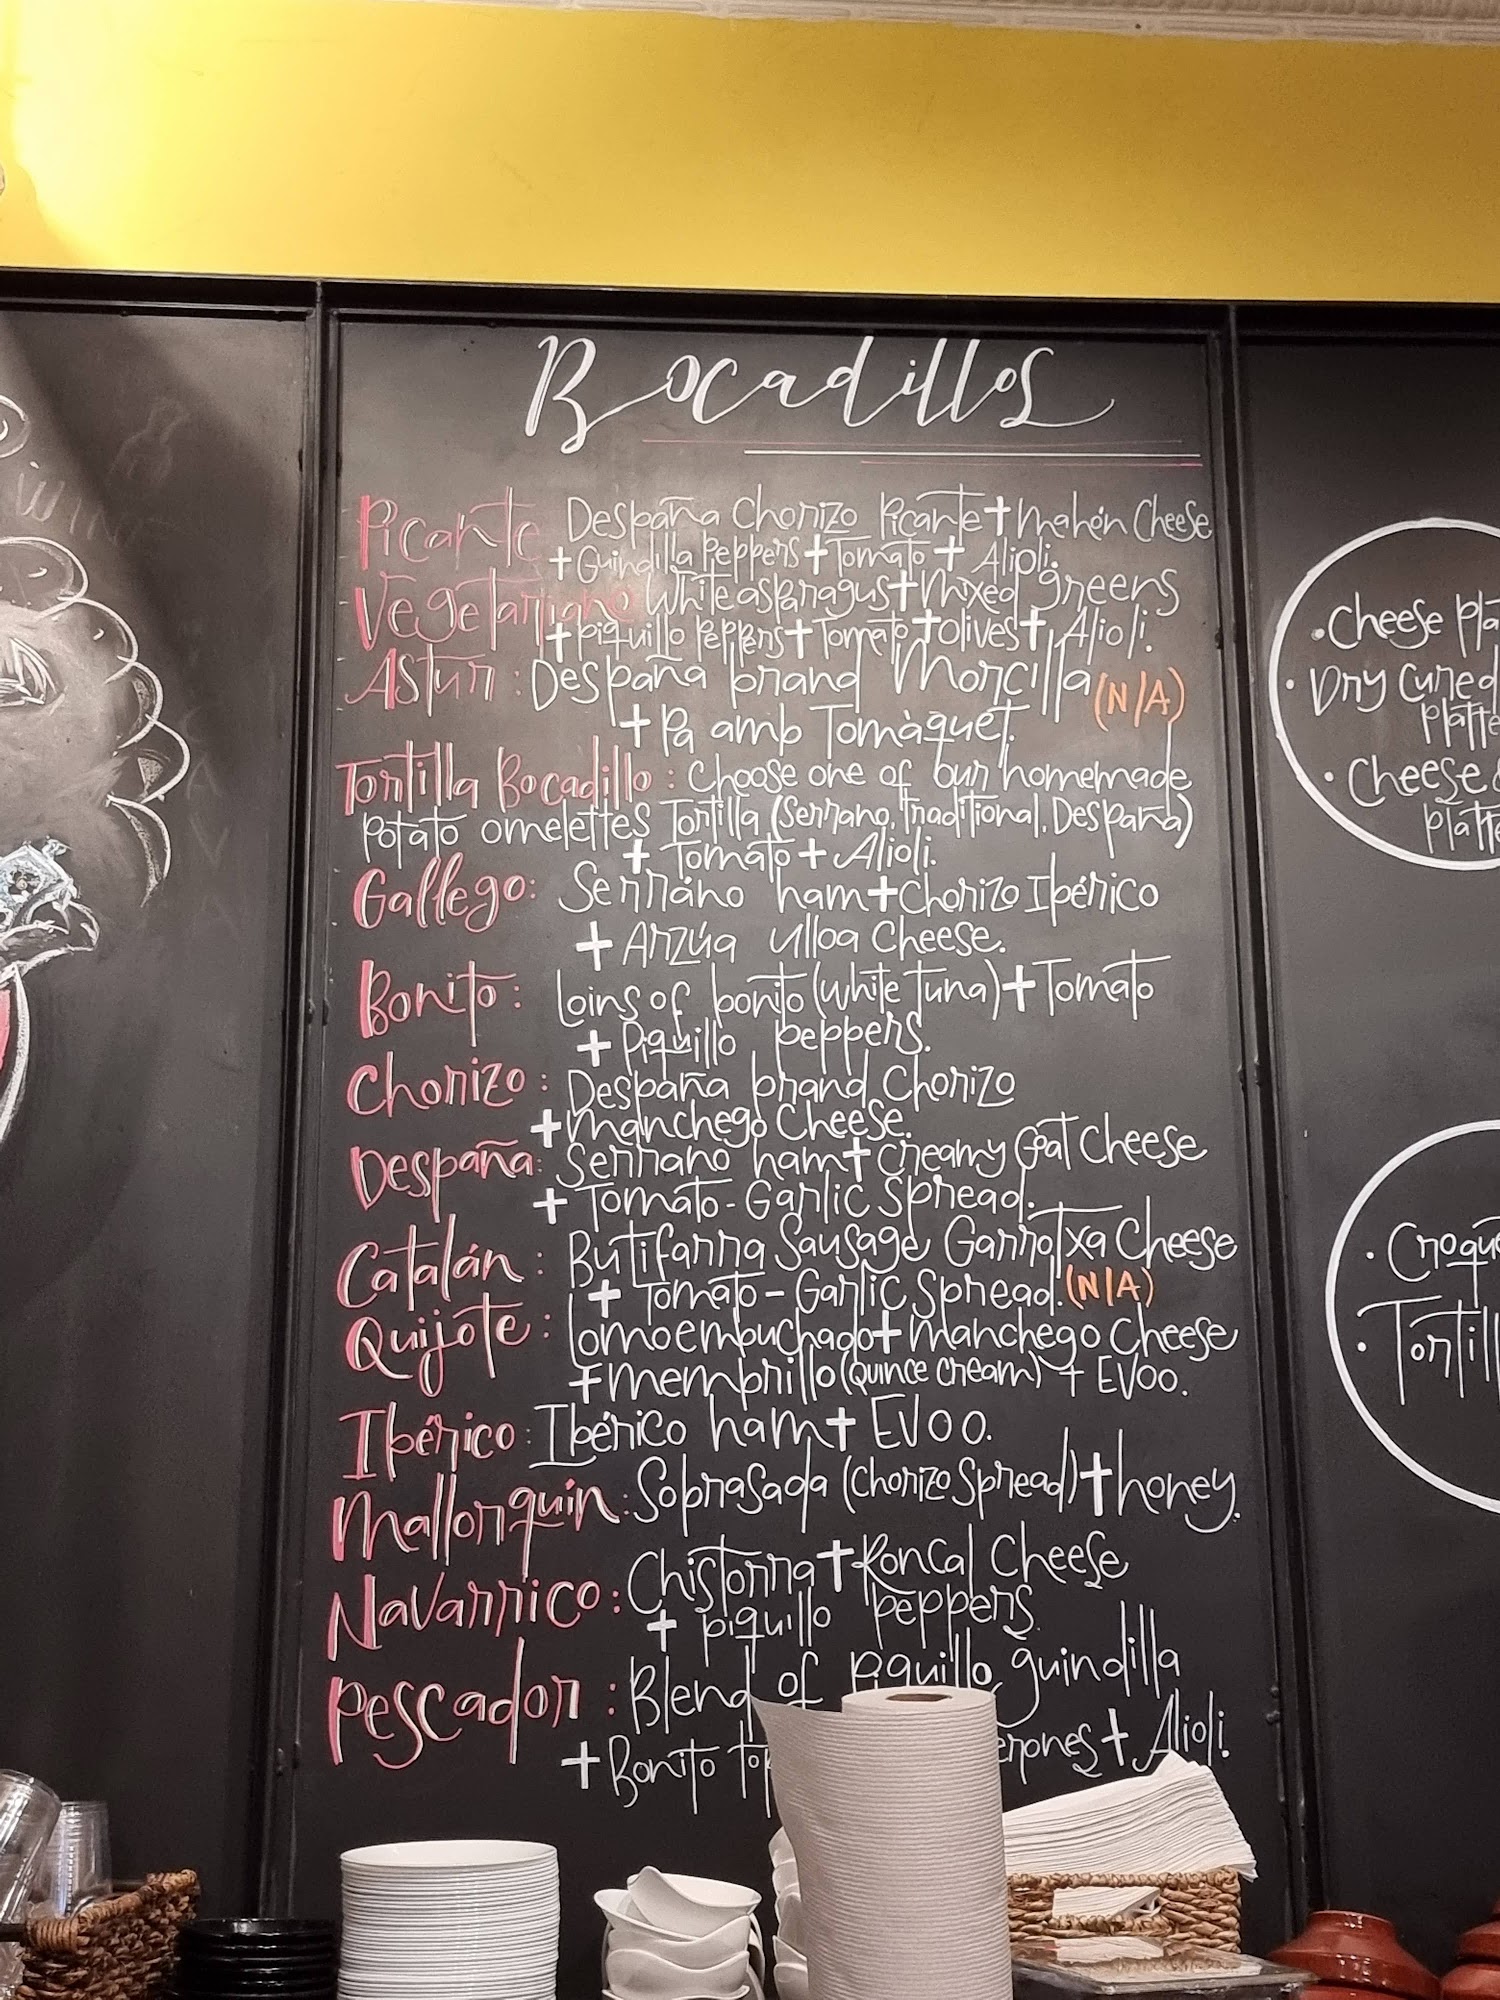 Bocadillos
Picante Despaña Chorizo Picante + Mahón Cheese
+ Guindilla Peppers + Tomato + Alioli.
Vegetariano White asparagus + Mixed greens
+ piquillo Peppers + Tomato + olives + Alioli.
Astur: Despaña brand Morcilla (N/A)
+ Pa amb Tomàquet.
Tortilla Bocadillo: Choose one of our homemade
potato omelettes Tortilla (Serrano, traditional, Despaña)
+ Tomato + Alioli.
Gallego: Serrano ham + chorizo Ibérico
+ Arzúa Ulloa Cheese.
Bonito: Loins of bonito (White Tuna) + Tomato
+ Piquillo peppers.
Chorizo: Despaña brand Chorizo
+ Manchego Cheese.
Despaña: Serrano ham + Creamy Goat Cheese
+ Tomato-Garlic Spread.
Catalán: Butifarra Sausage Garrotxa Cheese
+ Tomato-Garlic Spread. (N/A)
Quijote: Lomo embuchado + Manchego Cheese
+ membrillo (Quince Cream) + EVOO.
Ibérico: Ibérico ham + EVOO.
Mallorquín: Sobrasada (Chorizo Spread) + honey.
Navarrico: Chistorra + Roncal Cheese
+ piquillo peppers.
Pescador: Blend of piquillo, guindilla
+ Bonito + Alioli.
• Cheese
• Dry Cured
• Cheese
•
•